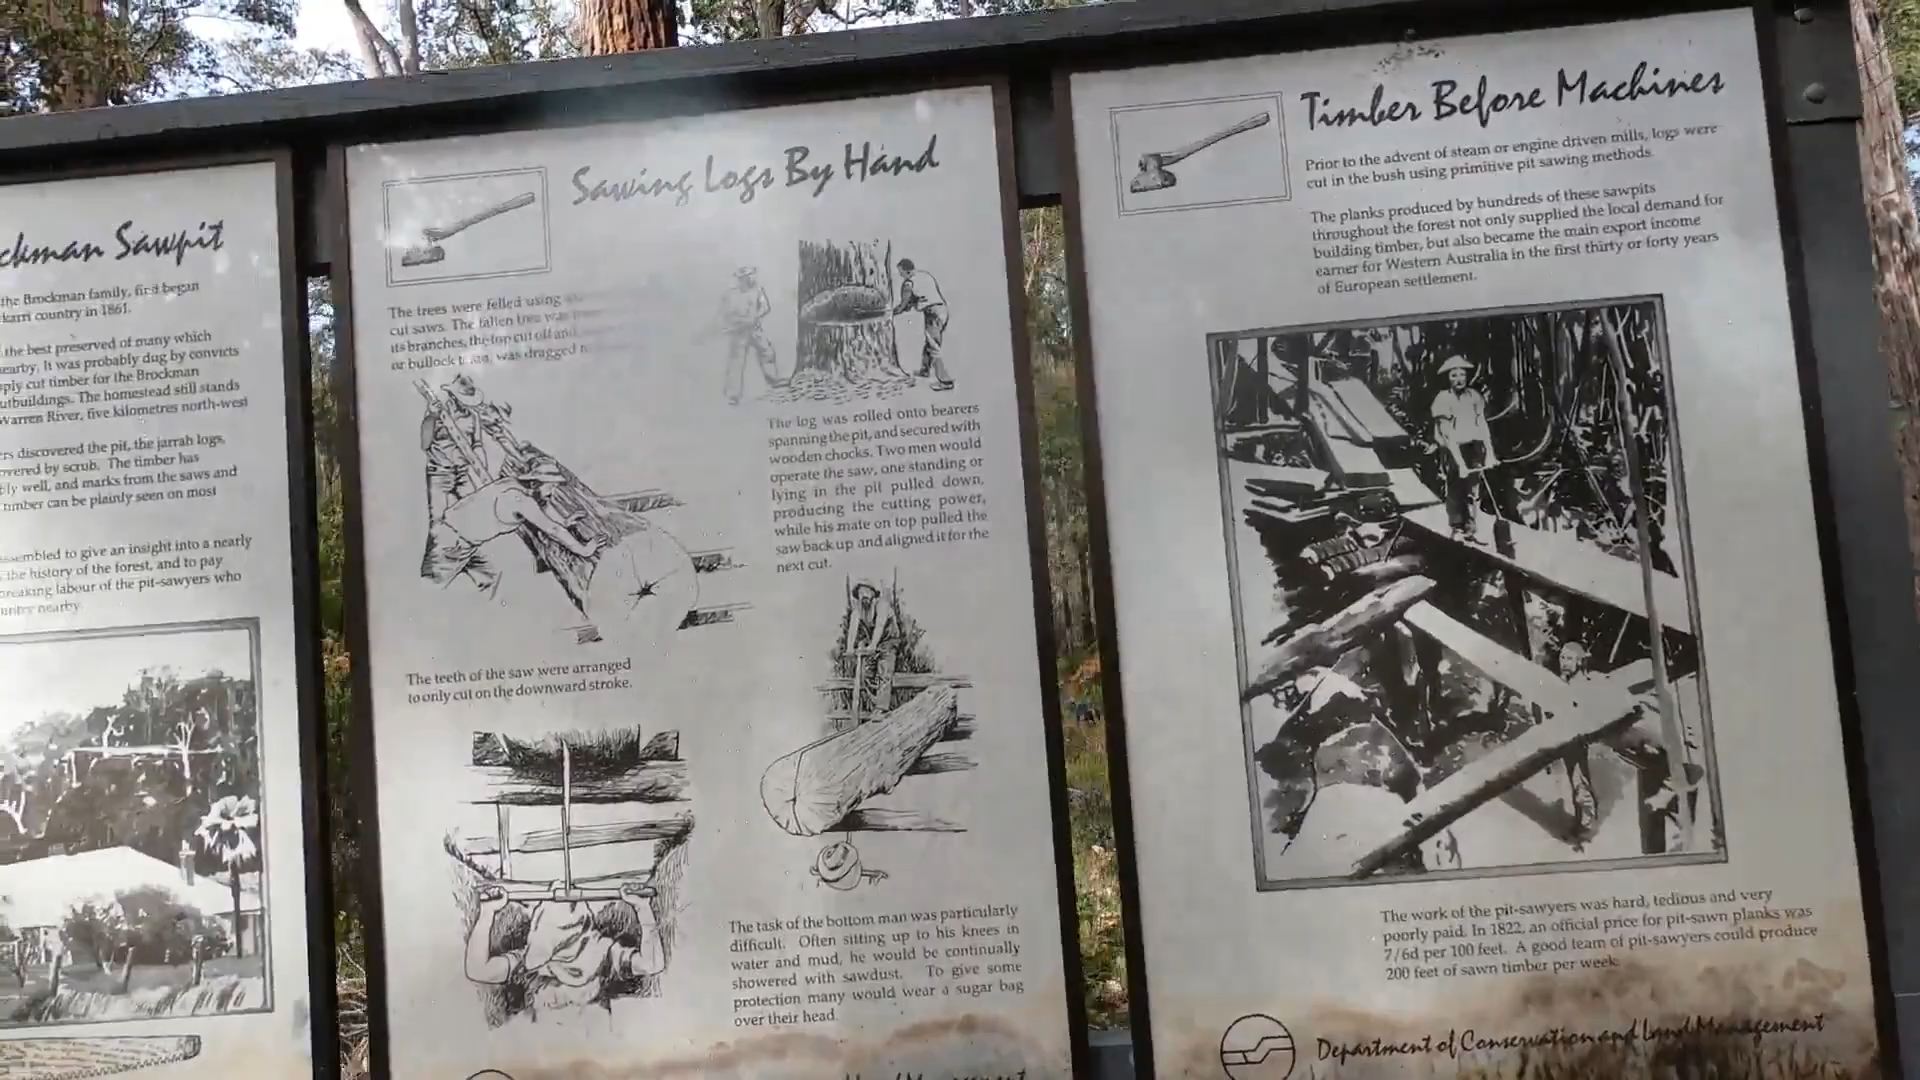 Sawpit
the Brockman family, first began
karri country in 1861.
the best preserved of many which
It was probably dug by convicts
cut timber for the Brockman
The homestead still stands
Warren River, five kilometres north-west
discovered the pit, the jarrah logs,
by scrub. The timber has
well, and marks from the saws and
timber can be plainly seen on most
to give an insight into a nearly
the history of the forest, and to pay
labour of the pit-sawyers who
nearby
Sawing Logs By Hand
The trees were felled using
cut saws. The fallen tree was
its branches, the top cut off and
or bullock was dragged
The log was rolled onto bearers
spanning the pit, and secured with
wooden chocks. Two men would
operate the saw, one standing or
lying in the pit pulled down,
producing the cutting power,
while his mate on top pulled the
saw back up and aligned it for the
next cut.
The teeth of the saw were arranged
to only cut on the downward stroke.
The task of the bottom man was particularly
difficult. Often sitting up to his knees in
water and mud, he would be continually
showered with sawdust. To give some
protection many would wear a sugar bag
over their head.
Timber Before Machines
Prior to the advent of steam or engine driven mills, logs were
cut in the bush using primitive pit sawing methods.
The planks produced by hundreds of these sawpits
throughout the forest not only supplied the local demand for
building timber, but also became the main export income
earner for Western Australia in the first thirty or forty years
of European settlement.
The work of the pit-sawyers was hard, tedious and very
poorly paid. In 1822, an official price for pit-sawn planks was
7/6d per 100 feet. A good team of pit-sawyers could produce
200 feet of sawn timber per week.
Department of Conservation and Land Management